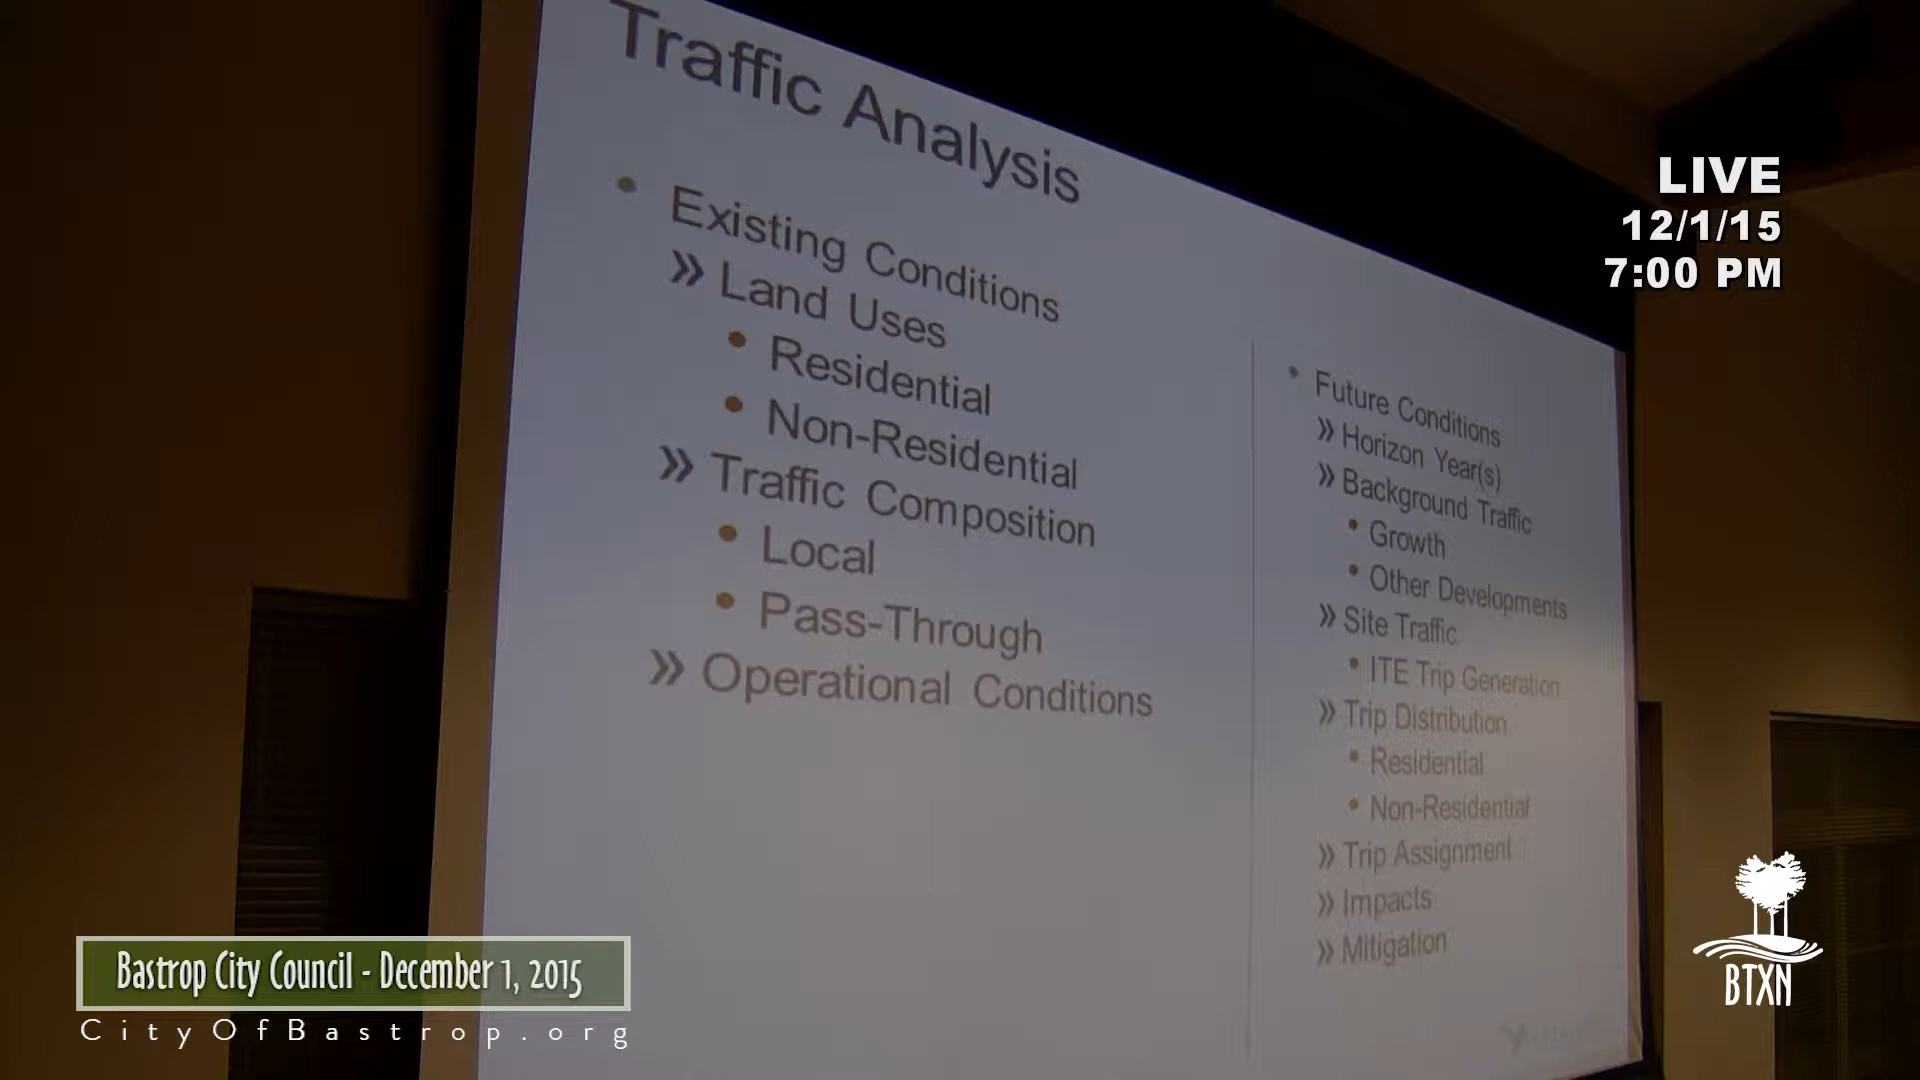 Traffic Analysis
Existing Conditions
» Land Uses
Residential
Non-Residential
» Traffic Composition
Local
Pass-Through
» Operational Conditions
Future Conditions
» Horizon Year(s)
» Background Traffic
Growth
Other Developments
» Site Traffic
ITE Trip Generation
» Trip Distribution
Residential
Non-Residential
» Trip Assignment
» Impacts
» Mitigation
LIVE
12/1/15
7:00 PM
BTXN
Bastrop City Council - December 1, 2015
CityOfBastrop.org